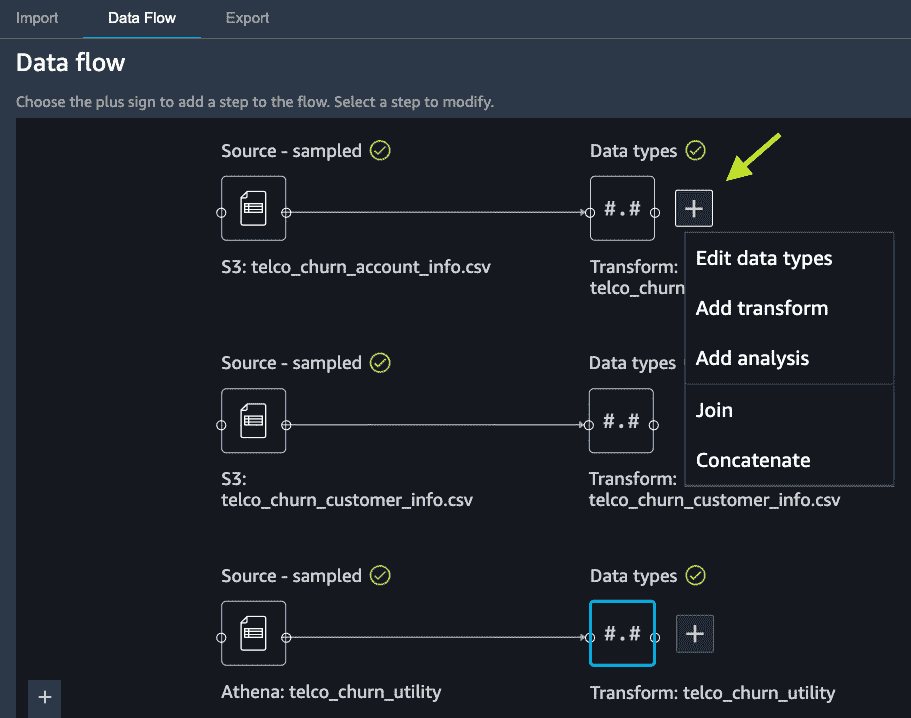 Import Data Flow Export
Data flow
Choose the plus sign to add a step to the flow. Select a step to modify.
Source - sampled
Data types
#.#
S3: telco_churn_account_info.csv
Transform:
telco_churn
Edit data types
Add transform
Add analysis
Join
Concatenate
Source - sampled
Data types
#.#
S3:
telco_churn_customer_info.csv
Transform:
telco_churn_customer_info.csv
Source - sampled
Data types
#.#
Athena: telco_churn_utility
Transform: telco_churn_utility